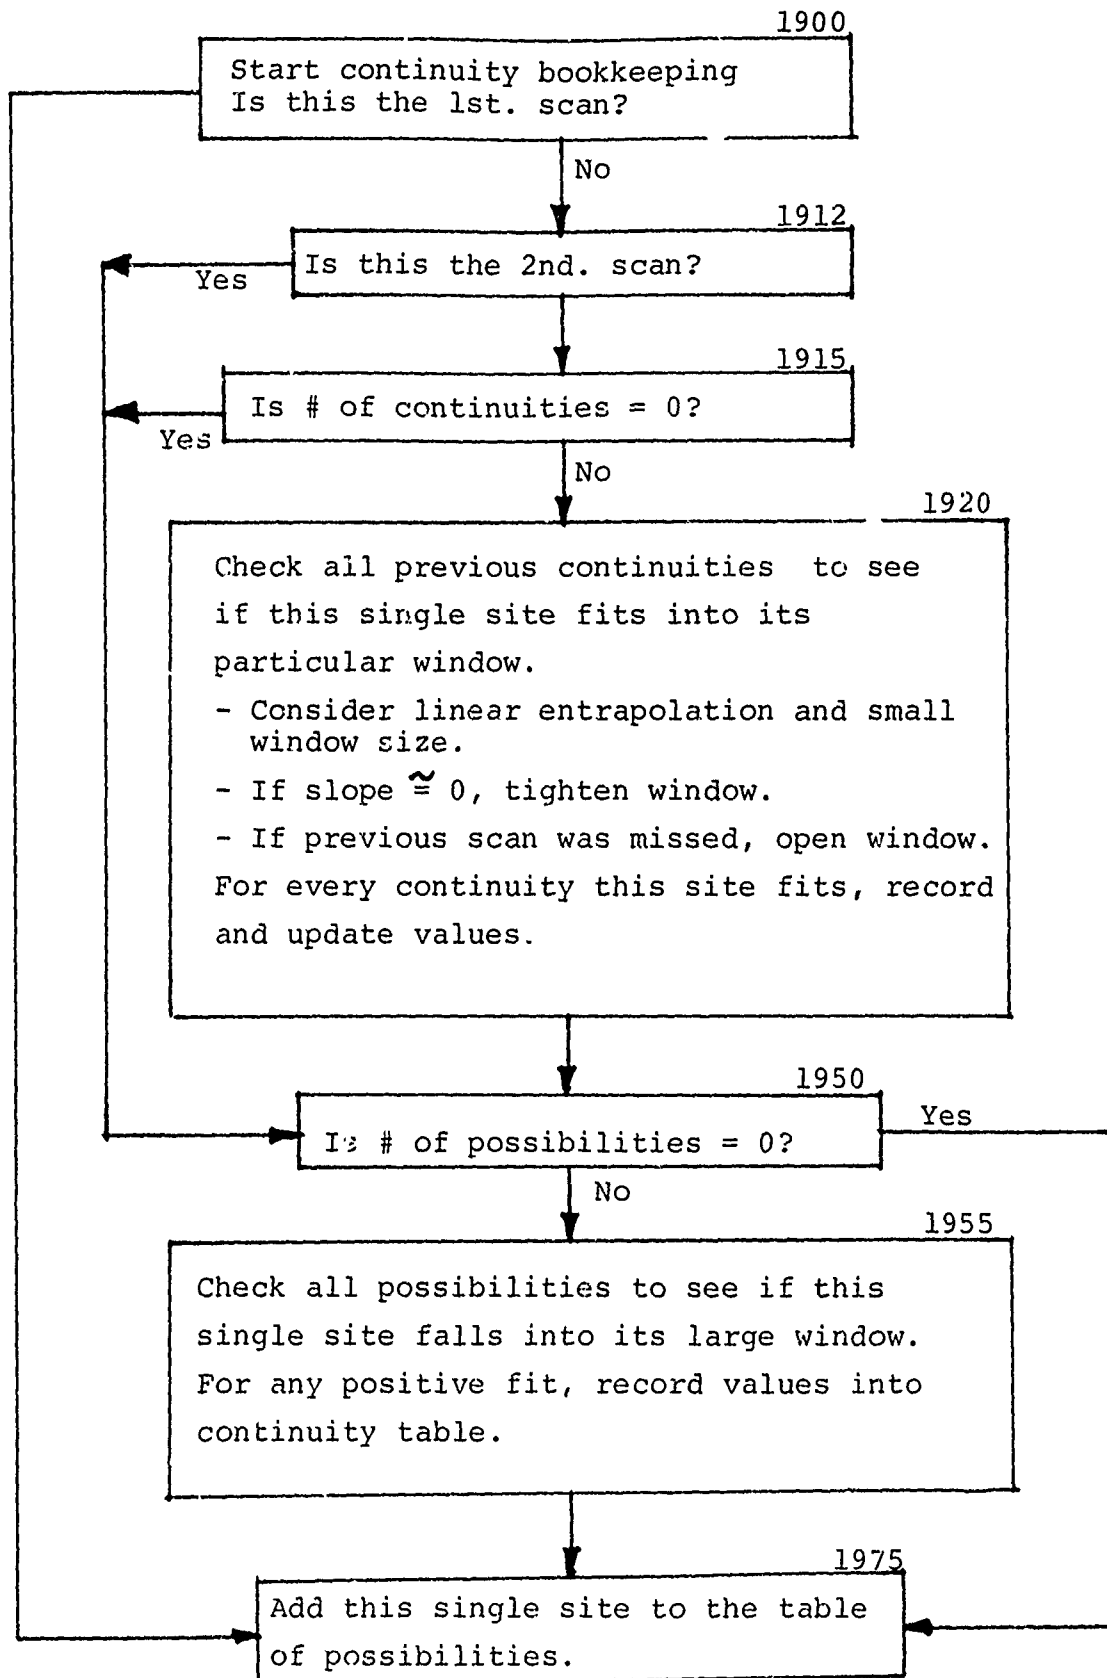 1900
Start continuity bookkeeping
Is this the 1st. scan?
No
1912
Is this the 2nd. scan?
Yes
1915
Is # of continuities = 0?
Yes
No
1920
Check all previous continuities to see
if this single site fits into its
particular window.
- Consider linear entrapolation and small
window size.
- If slope ≅ 0, tighten window.
- If previous scan was missed, open window.
For every continuity this site fits, record
and update values.
1950
Is # of possibilities = 0?
Yes
No
1955
Check all possibilities to see if this
single site falls into its large window.
For any positive fit, record values into
continuity table.
1975
Add this single site to the table
of possibilities.